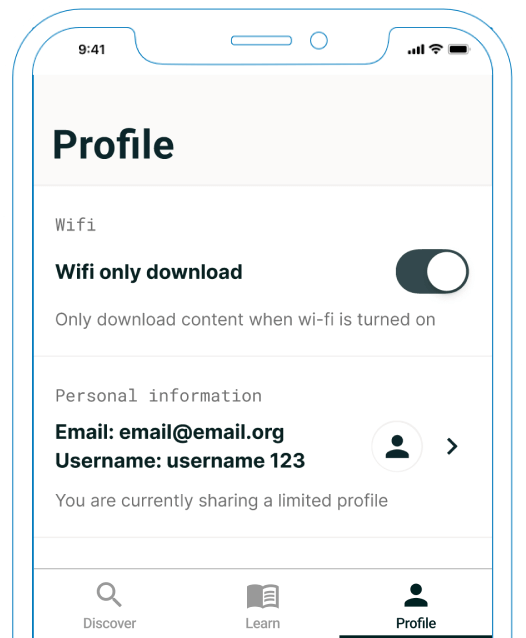 9:41
Profile
Wifi
Wifi only download
Only download content when wi-fi is turned on
Personal information
Email: email@email.org
Username: username 123
You are currently sharing a limited profile
Discover
Learn
Profile